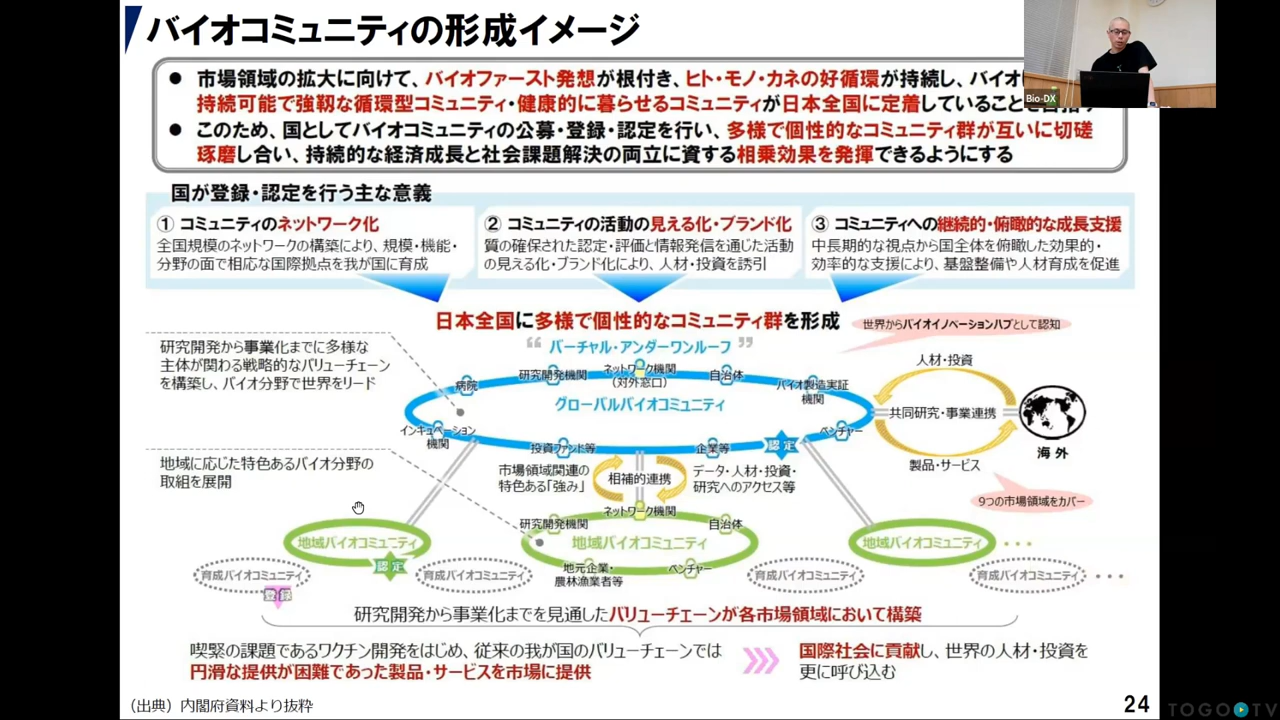 バイオコミュニティの形成イメージ
● 市場領域の拡大に向けて、バイオファースト発想が根付き、ヒト・モノ・カネの好循環が持続し、バイオ
持続可能で強靭な循環型コミュニティ・健康的に暮らせるコミュニティが日本全国に定着していることを目指す
● このため、国としてバイオコミュニティの公募・登録・認定を行い、多様で個性的なコミュニティ群が互いに切磋
琢磨し合い、持続的な経済成長と社会課題解決の両立に資する相乗効果を発揮できるようにする
Bio-DX
国が登録・認定を行う主な意義
① コミュニティのネットワーク化
全国規模のネットワークの構築により、規模・機能・
分野の面で相応な国際拠点を我が国に育成
② コミュニティの活動の見える化・ブランド化
質の確保された認定・評価と情報発信を通じた活動
の見える化・ブランド化により、人材・投資を誘引
③ コミュニティへの継続的・俯瞰的な成長支援
中長期的な視点から国全体を俯瞰した効果的・
効率的な支援により、基盤整備や人材育成を促進
日本全国に多様で個性的なコミュニティ群を形成
世界からバイオイノベーションハブとして認知
“ バーチャル・アンダーワンルーフ ”
研究開発から事業化までに多様な
主体が関わる戦略的なバリューチェーン
を構築し、バイオ分野で世界をリード
病院
研究開発機関
ネットワーク機関
(対外窓口)
自治体
バイオ製造実証
機関
人材・投資
グローバルバイオコミュニティ
共同研究・事業連携
インキュベーション
機関
投資ファンド等
企業等
認定
ベンチャー
海外
製品・サービス
地域に応じた特色あるバイオ分野の
取組を展開
市場領域関連の
特色ある「強み」
相補的連携
データ・人材・投資・
研究へのアクセス等
9つの市場領域をカバー
研究開発機関
ネットワーク機関
自治体
地域バイオコミュニティ
地域バイオコミュニティ
地域バイオコミュニティ
・・・
認定
地元企業・
農林漁業者等
ベンチャー
育成バイオコミュニティ
育成バイオコミュニティ
育成バイオコミュニティ
育成バイオコミュニティ
・・・
登録
研究開発から事業化までを見通したバリューチェーンが各市場領域において構築
喫緊の課題であるワクチン開発をはじめ、従来の我が国のバリューチェーンでは
円滑な提供が困難であった製品・サービスを市場に提供
国際社会に貢献し、世界の人材・投資を
更に呼び込む
（出典）内閣府資料より抜粋
24
TOGO TV